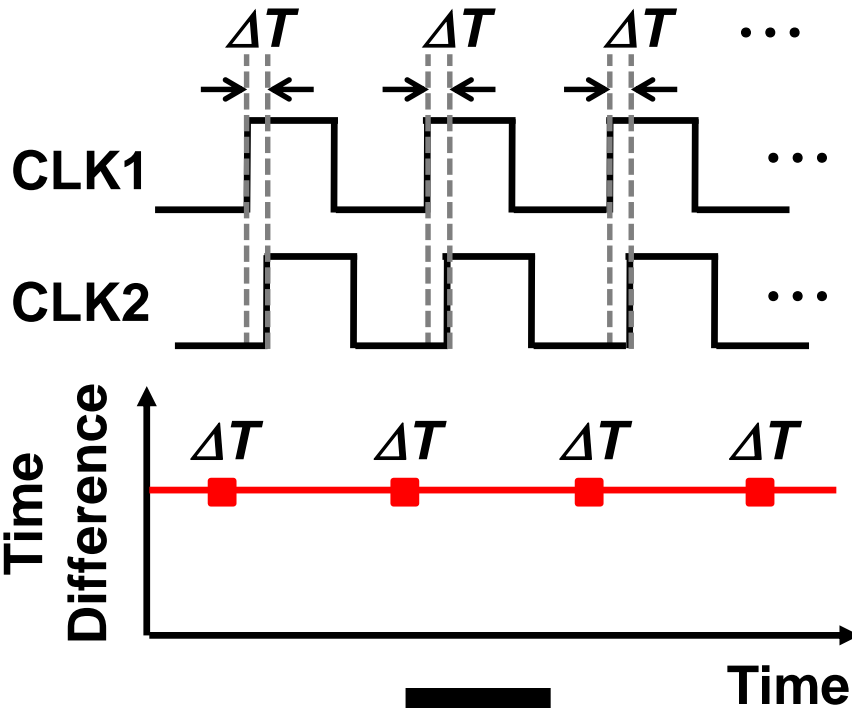 ΔT ΔT ΔT ...
CLK1 ...
CLK2 ...
Time
Difference
ΔT ΔT ΔT ΔT
Time